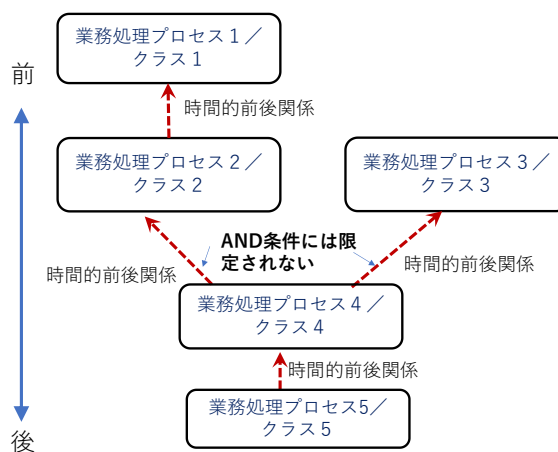 業務処理プロセス１／
クラス１
前
時間的前後関係
業務処理プロセス２／
クラス２
業務処理プロセス３／
クラス３
AND条件には限
定されない
時間的前後関係
時間的前後関係
業務処理プロセス４／
クラス４
時間的前後関係
業務処理プロセス5／
クラス５
後